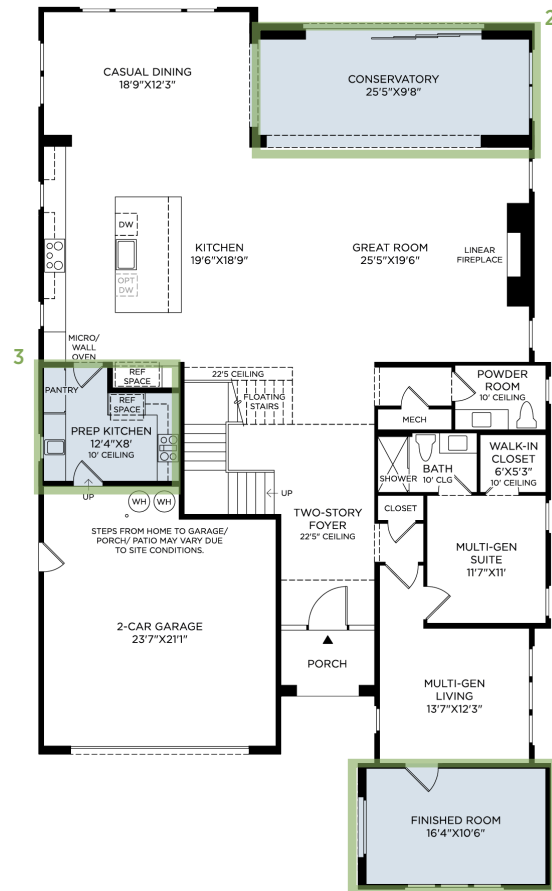 2
CASUAL DINING
18'9"X12'3"
CONSERVATORY
25'5"X9'8"
DW
OPT
DW
KITCHEN
19'6"X18'9"
GREAT ROOM
25'5"X19'6"
LINEAR
FIREPLACE
MICRO/
WALL
OVEN
3
PANTRY
REF
SPACE
REF
SPACE
PREP KITCHEN
12'4"X8'
10' CEILING
UP
22'5 CEILING
FLOATING
STAIRS
UP
MECH
POWDER
ROOM
10' CEILING
SHOWER
BATH
10' CLG
WALK-IN
CLOSET
6'X5'3"
10' CEILING
WH
WH
STEPS FROM HOME TO GARAGE/
PORCH/ PATIO MAY VARY DUE
TO SITE CONDITIONS.
TWO-STORY
FOYER
22'5" CEILING
CLOSET
MULTI-GEN
SUITE
11'7"X11'
2-CAR GARAGE
23'7"X21'1"
PORCH
MULTI-GEN
LIVING
13'7"X12'3"
FINISHED ROOM
16'4"X10'6"